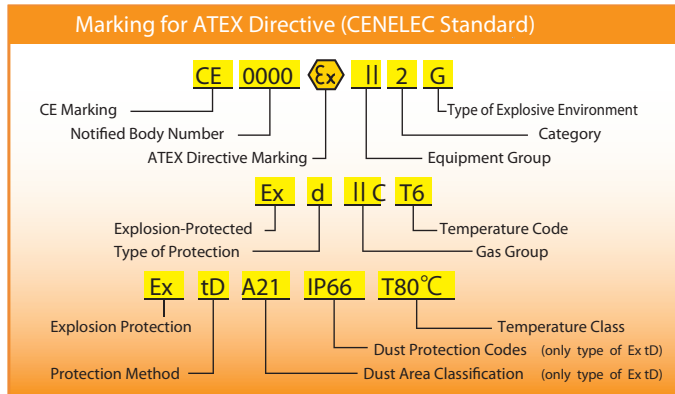 Marking for ATEX Directive (CENELEC Standard)
CE 0000 Ex II 2 G
CE Marking
Type of Explosive Environment
Notified Body Number
Category
ATEX Directive Marking
Equipment Group
Ex d IIC T6
Explosion-Protected
Temperature Code
Type of Protection
Gas Group
Ex tD A21 IP66 T80℃
Explosion Protection
Temperature Class
Dust Protection Codes (only type of Ex tD)
Protection Method
Dust Area Classification (only type of Ex tD)